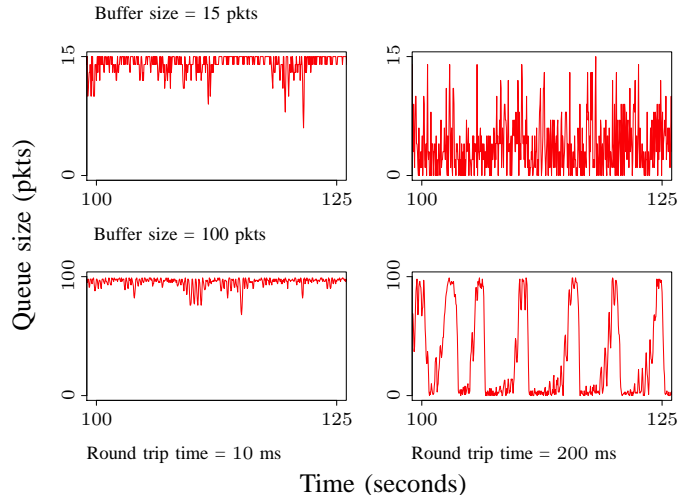 Buffer size = 15 pkts
15
0
100
125
100
125
Buffer size = 100 pkts
100
0
100
125
100
0
100
125
15
0
Queue size (pkts)
Round trip time = 10 ms
Round trip time = 200 ms
Time (seconds)